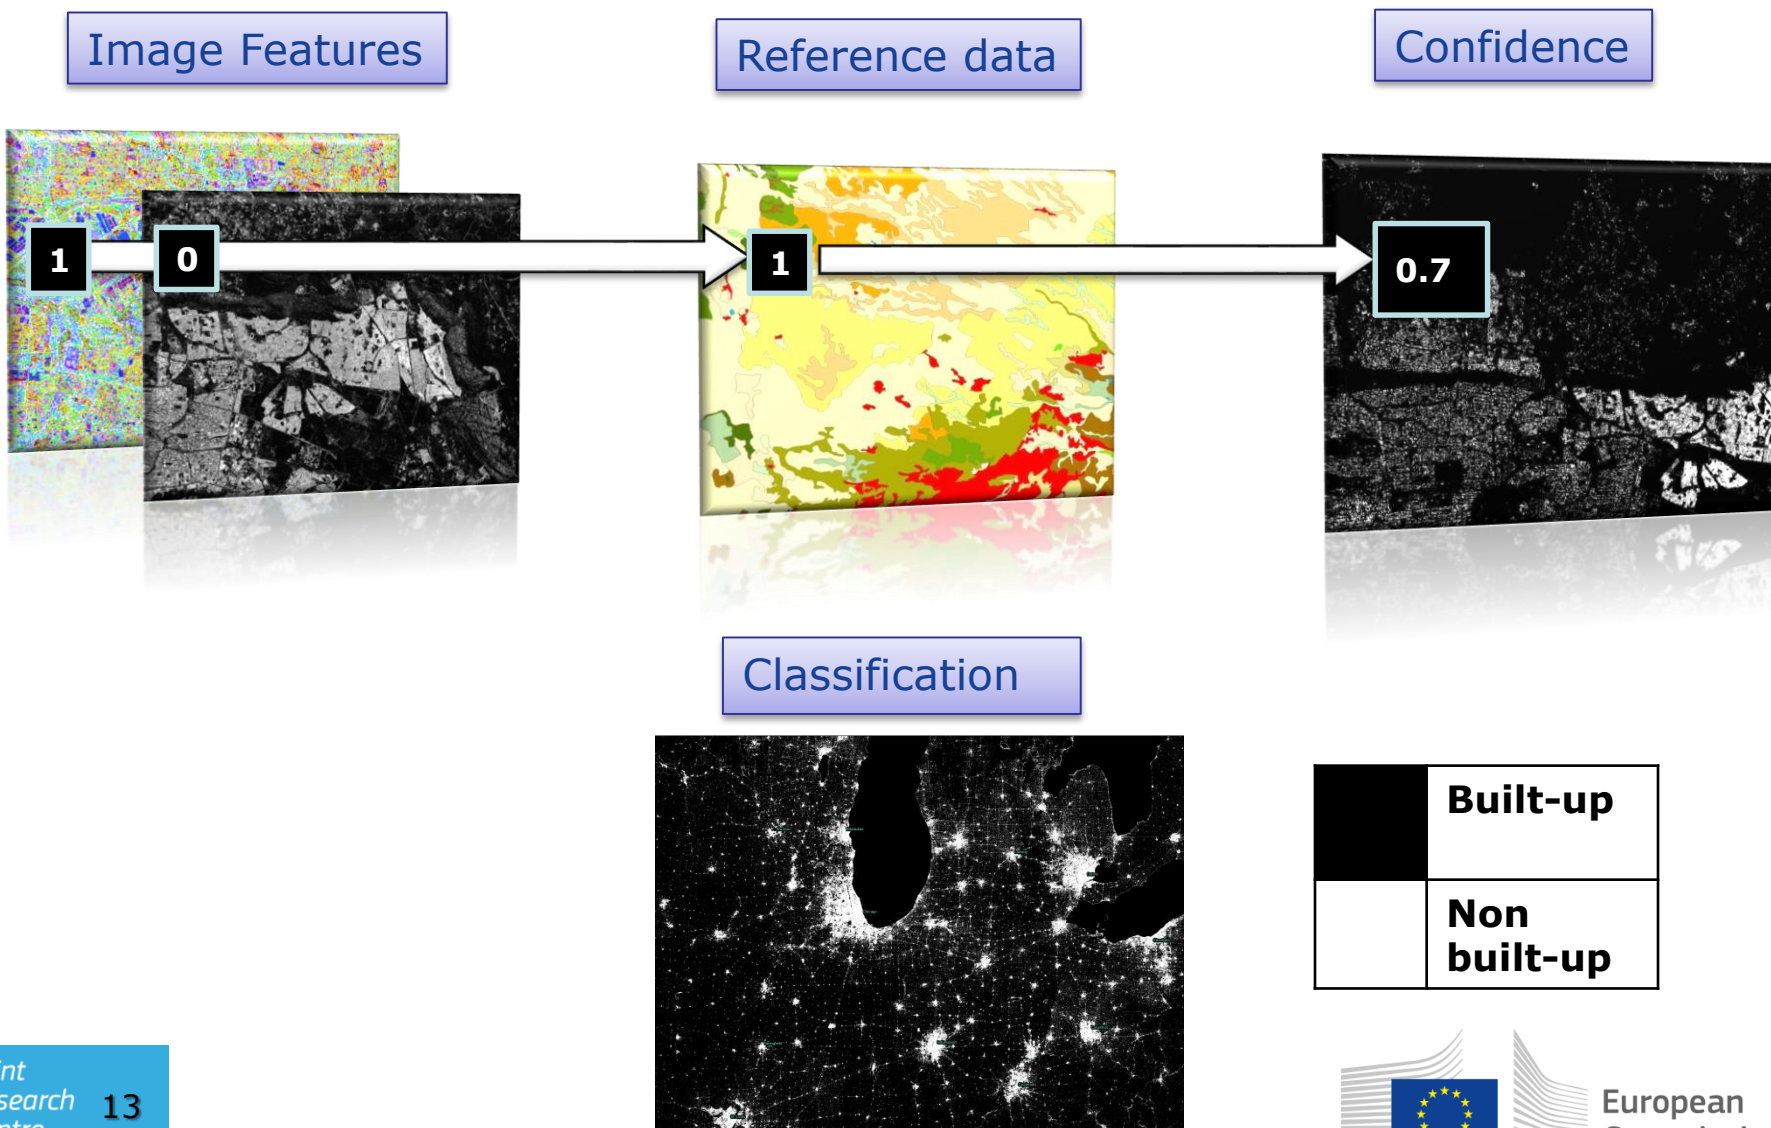 Image Features
Reference data
Confidence
1
0
1
0.7
Classification
Built-up
Non
built-up
13
European